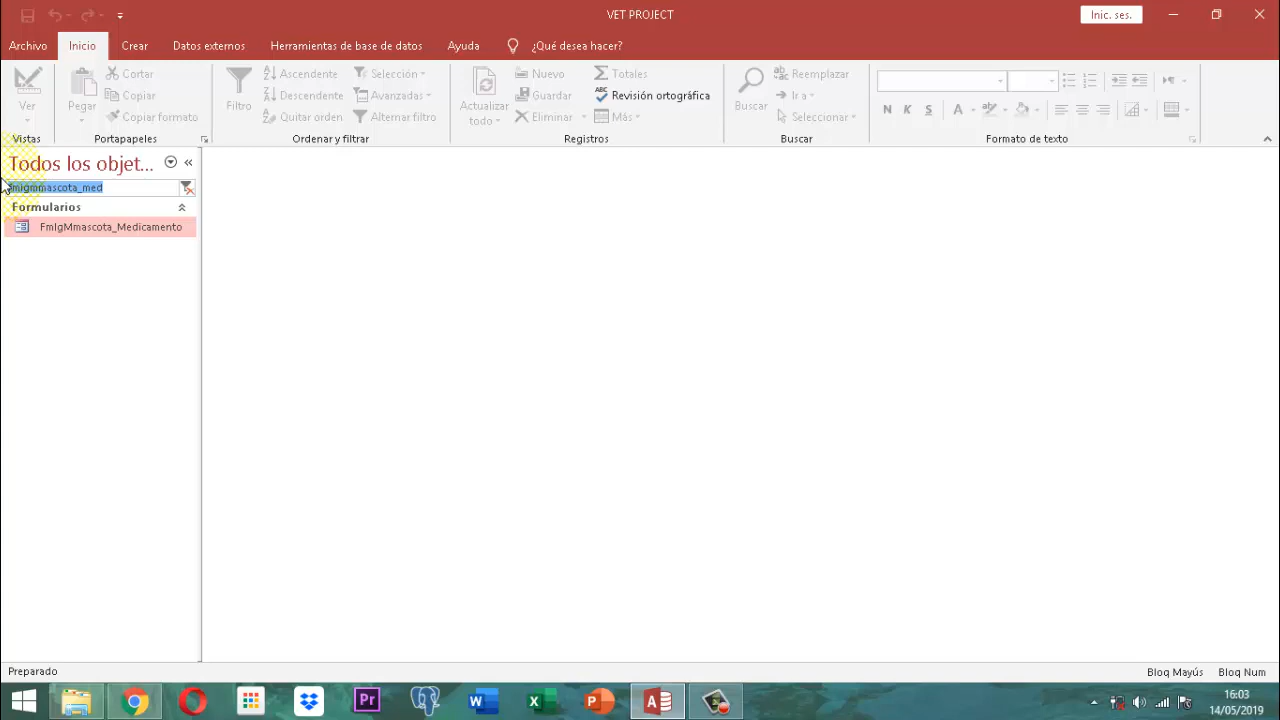 VET PROJECT
Inic. ses.
Archivo
Inicio
Crear
Datos externos
Herramientas de base de datos
Ayuda
¿Qué desea hacer?
Ver
Pegar
Cortar
Copiar
Copiar formato
Filtro
Ascendente
Descendente
Quitar orden
Selección
Avanzadas
Alternar filtro
Actualizar
todo
Nuevo
Guardar
Eliminar
Totales
Revisión ortográfica
Más
Buscar
Reemplazar
Ir a
Seleccionar
N K S
Vistas
Portapapeles
Ordenar y filtrar
Registros
Buscar
Formato de texto
Todos los objet...
migmmascota_med
Formularios
FmIgMmascota_Medicamento
Preparado
Bloq Mayús
Bloq Num
16:03
14/05/2019